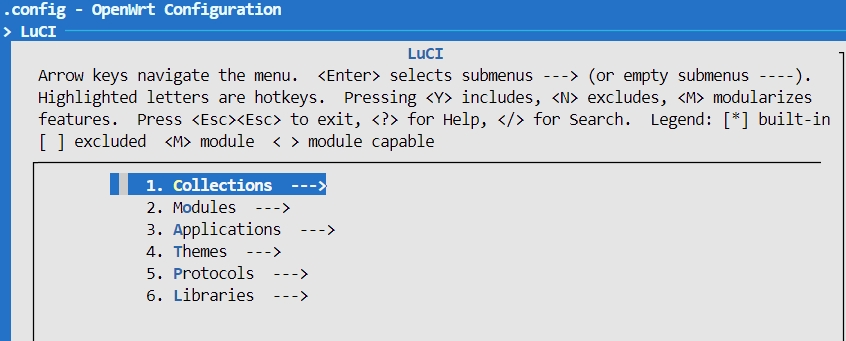 .config - OpenWrt Configuration
> LuCI
LuCI
Arrow keys navigate the menu.  <Enter> selects submenus ---> (or empty submenus ----).
Highlighted letters are hotkeys.  Pressing <Y> includes, <N> excludes, <M> modularizes
features.  Press <Esc><Esc> to exit, <?> for Help, </> for Search.  Legend: [*] built-in
[ ] excluded  <M> module  < > module capable
1. Collections  --->
2. Modules  --->
3. Applications  --->
4. Themes  --->
5. Protocols  --->
6. Libraries  --->